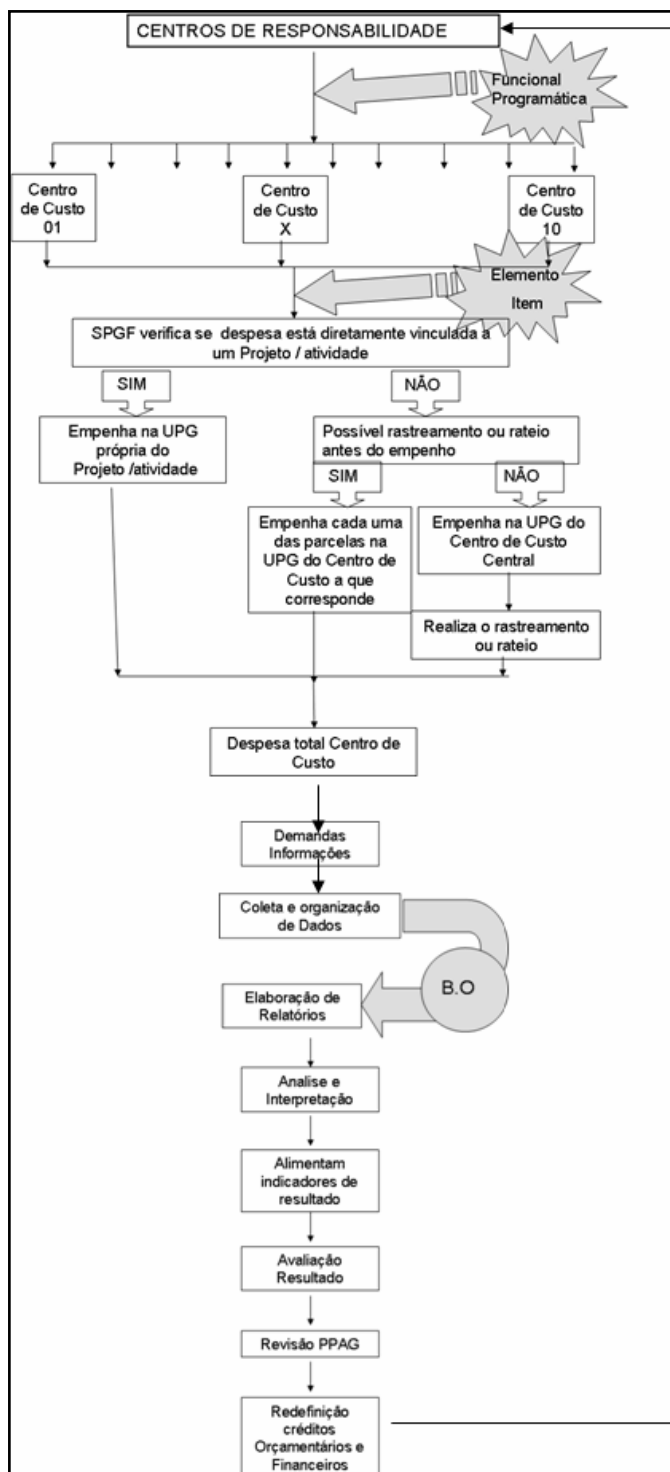 CENTROS DE RESPONSABILIDADE
Funcional
Programática
Centro
de Custo
01
Centro
de Custo
X
Centro
de Custo
10
Elemento
Item
SPGF verifica se despesa está diretamente vinculada a
um Projeto / atividade
SIM
NÃO
Empenha na UPG
própria do
Projeto /atividade
Possível rastreamento ou rateio
antes do empenho
SIM
NÃO
Empenha cada uma
das parcelas na
UPG do Centro de
Custo a que
corresponde
Empenha na UPG do
Centro de Custo
Central
Realiza o rastreamento
ou rateio
Despesa total Centro de
Custo
Demandas
Informações
Coleta e organização
de Dados
B.O
Elaboração de
Relatórios
Analise e
Interpretação
Alimentam
indicadores de
resultado
Avaliação
Resultado
Revisão PPAG
Redefinição
créditos
Orçamentários e
Financeiros